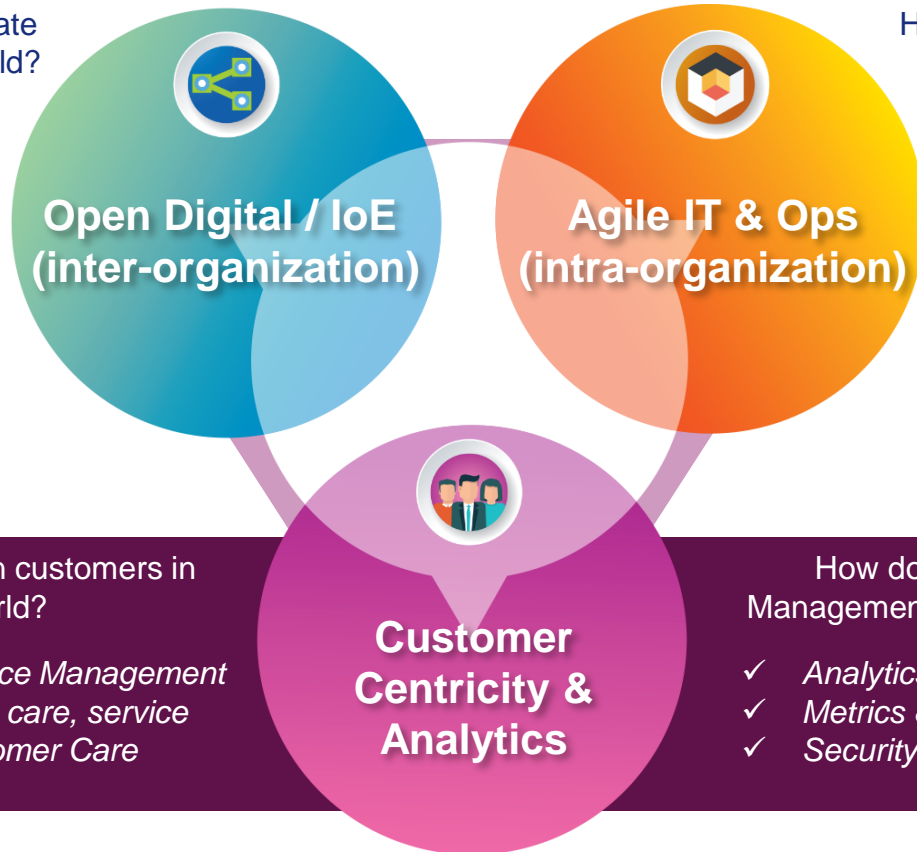 ate
ld?
H
Open Digital / IoE
(inter-organization)
Agile IT & Ops
(intra-organization)
n customers in
rld?
ce Management
care, service
omer Care
Customer
Centricity &
Analytics
How do
Managemen
✓ Analytics
✓ Metrics
✓ Security